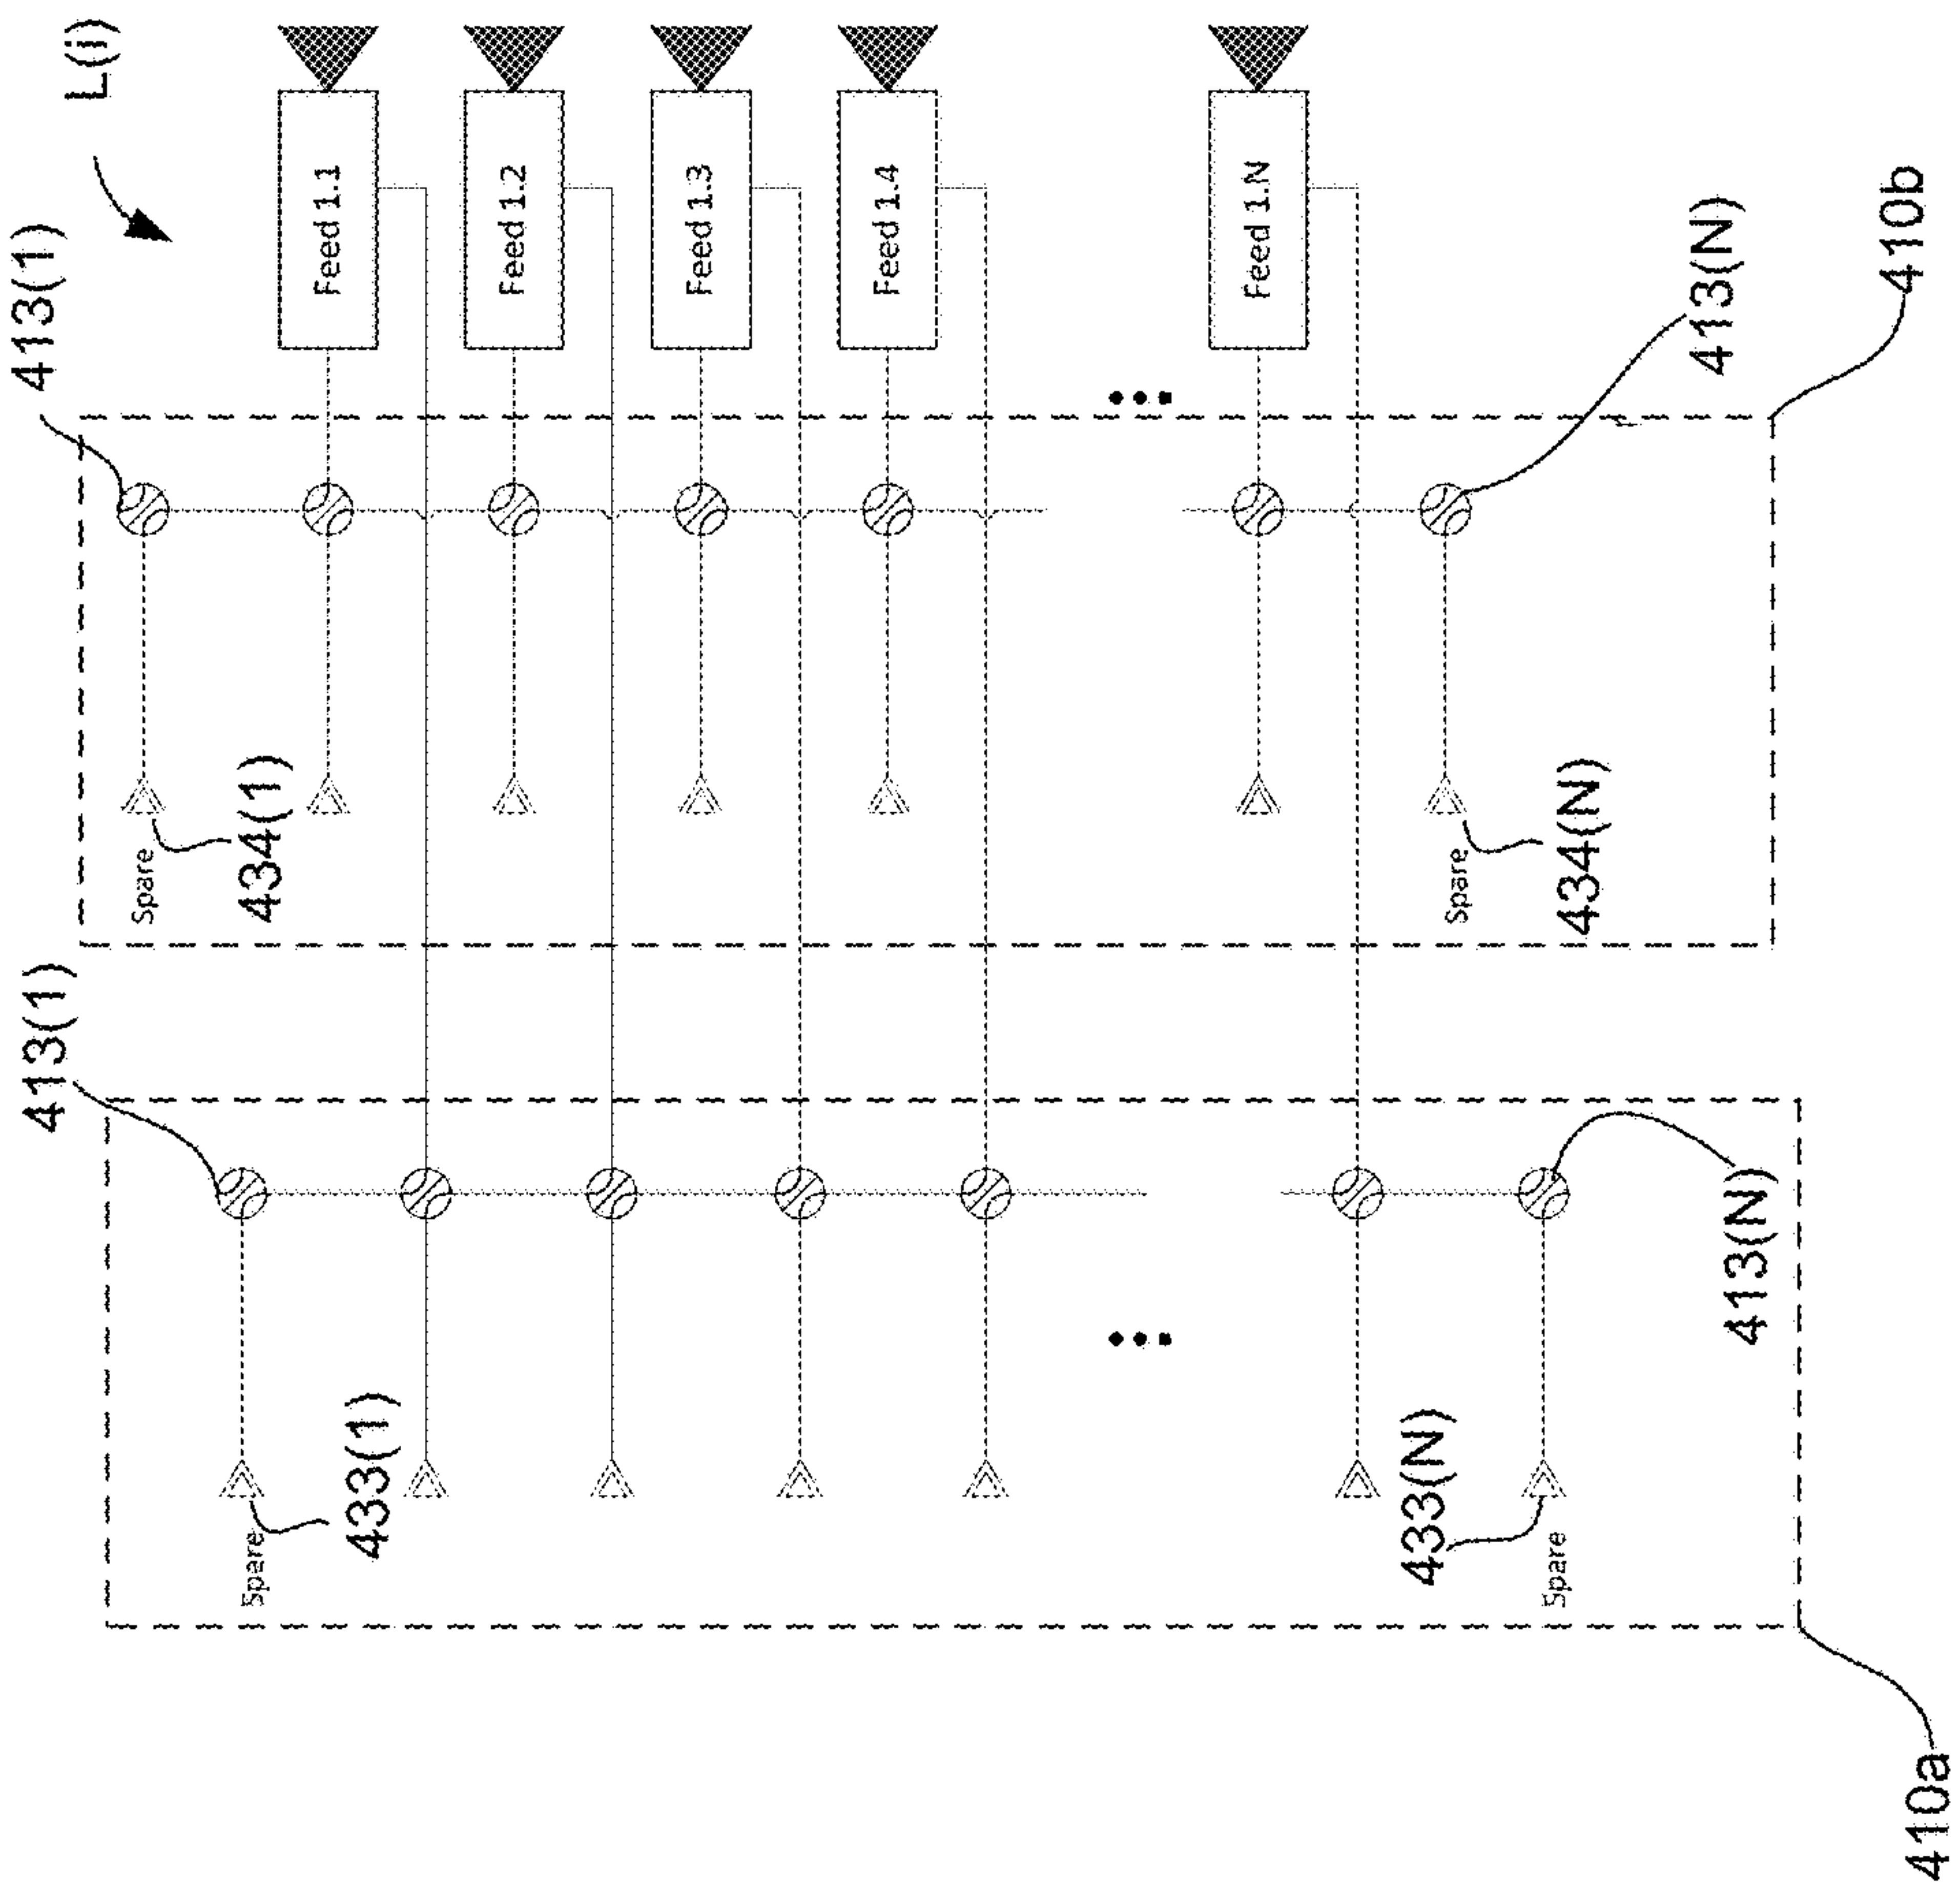 L(i)
413(1)
Feed 1.1
Feed 1.2
Feed 1.3
Feed 1.4
Feed 1.N
413(N)
410b
Spare
434(1)
Spare
434(N)
413(1)
413(N)
433(1)
Spare
433(N)
Spare
410a